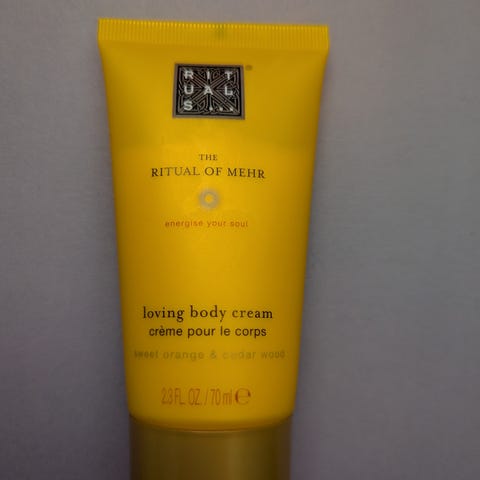 RIT
UAL
S...
®
THE
RITUAL OF MEHR
energise your soul
loving body cream
crème pour le corps
sweet orange & cedar wood
2.3 FL. OZ. / 70 ml ℮